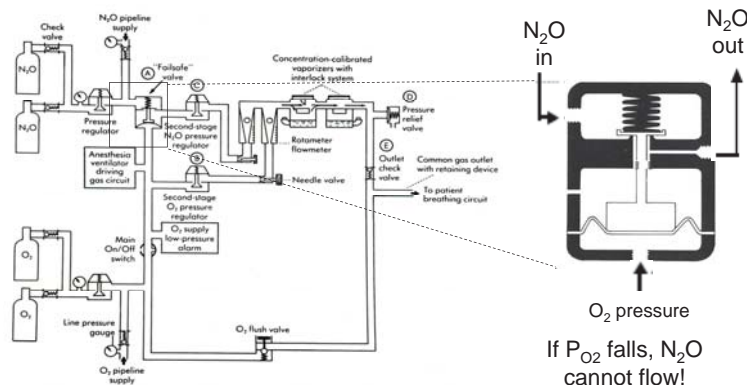 N₂O pipeline
supply
Check
valve
"Failsafe"
valve
A
C
Concentration-calibrated
vaporizers with
interlock system
N₂O
N₂O
D
Pressure
relief
valve
Pressure
regulator
Second-stage
N₂O pressure
regulator
Rotameter
flowmeter
E
Outlet
check
valve
Common gas outlet
with retaining device
Anesthesia
ventilator
driving
gas circuit
B
Needle valve
To patient
breathing circuit
Second-stage
O₂ pressure
regulator
Main
On/Off
switch
O₂ supply
low-pressure
alarm
O₂
O₂
Line pressure
gauge
O₂ flush valve
O₂ pipeline
supply
N₂O
in
N₂O
out
O₂ pressure
If P_O2 falls, N₂O
cannot flow!